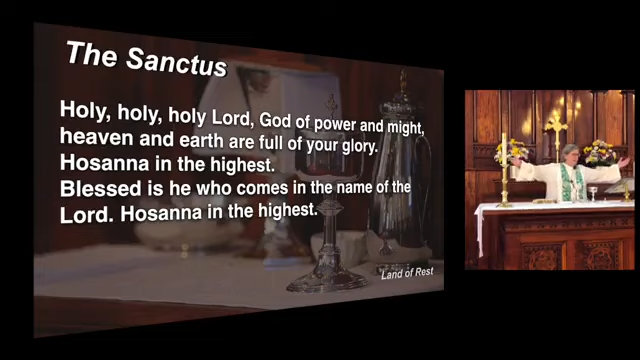 The Sanctus
Holy, holy, holy Lord, God of power and might,
heaven and earth are full of your glory.
Hosanna in the highest.
Blessed is he who comes in the name of the
Lord. Hosanna in the highest.
Land of Rest